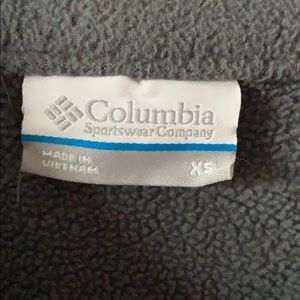 Columbia
Sportswear Company
MADE IN
VIETNAM
XS